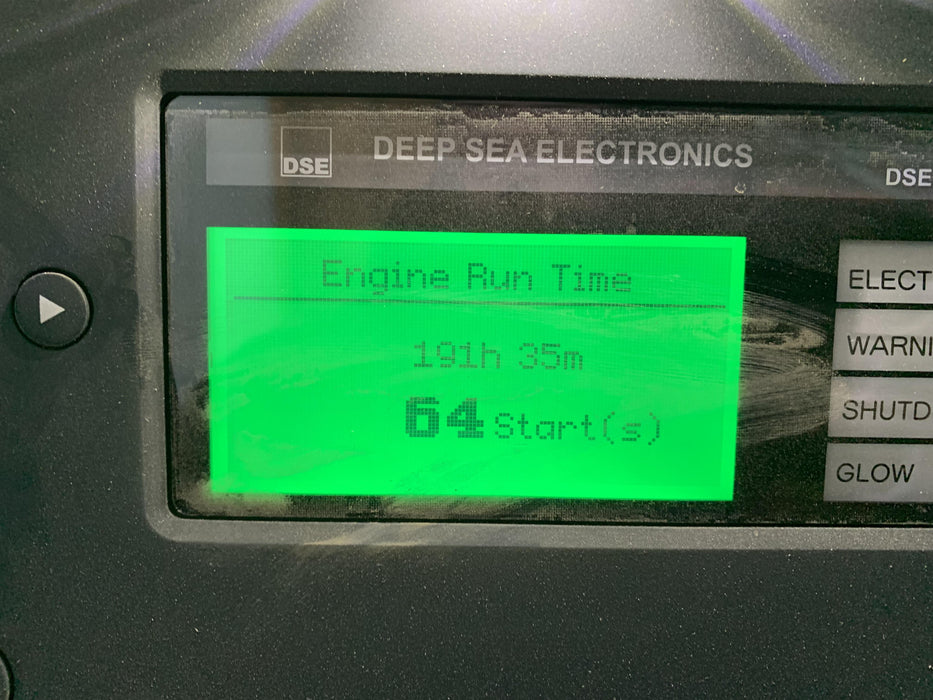 DSE DEEP SEA ELECTRONICS
DSE
Engine Run Time
191h 35m
64 Start(s)
ELECT
WARNI
SHUTD
GLOW